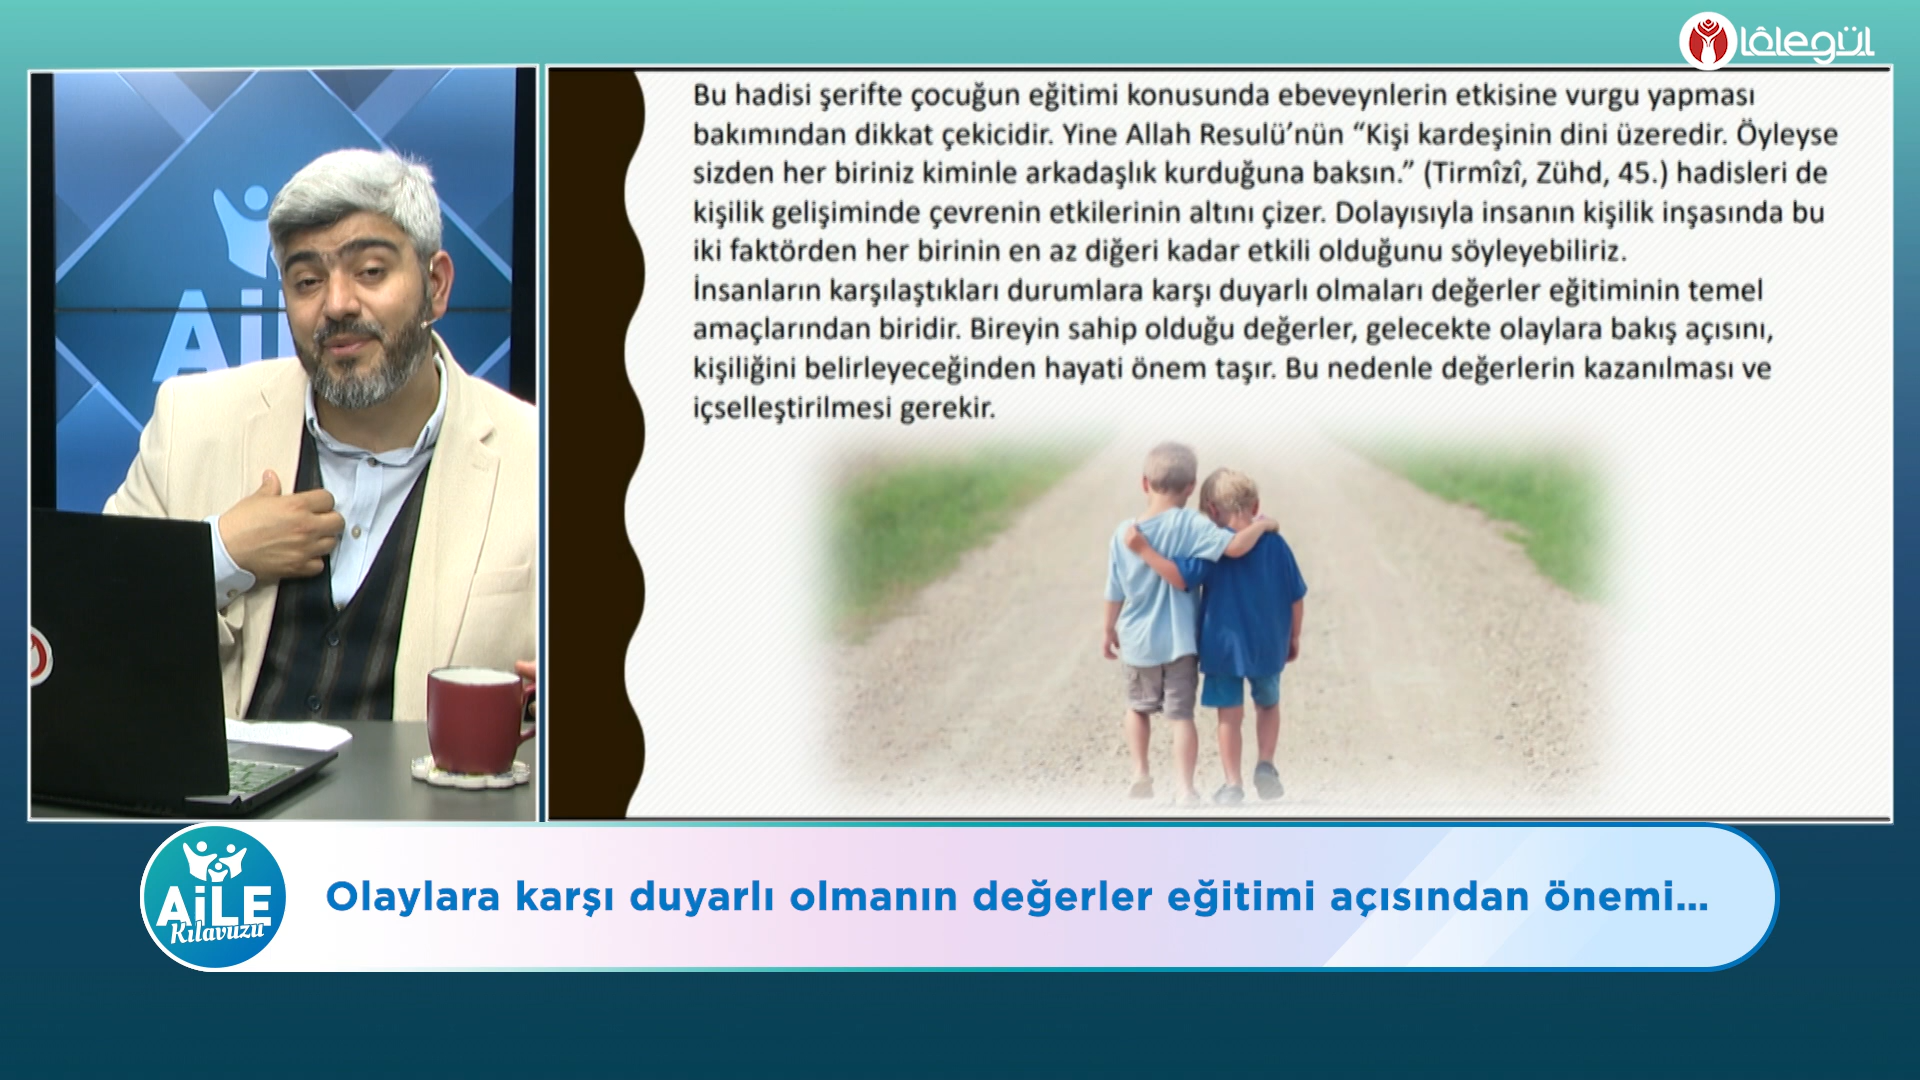 lâlegül
Bu hadisi şerifte çocuğun eğitimi konusunda ebeveynlerin etkisine vurgu yapması
bakımından dikkat çekicidir. Yine Allah Resulü’nün “Kişi kardeşinin dini üzeredir. Öyleyse
sizden her biriniz kiminle arkadaşlık kurduğuna baksın.” (Tirmîzî, Zühd, 45.) hadisleri de
kişilik gelişiminde çevrenin etkilerinin altını çizer. Dolayısıyla insanın kişilik inşasında bu
iki faktörden her birinin en az diğeri kadar etkili olduğunu söyleyebiliriz.
İnsanların karşılaştıkları durumlara karşı duyarlı olmaları değerler eğitiminin temel
amaçlarından biridir. Bireyin sahip olduğu değerler, gelecekte olaylara bakış açısını,
kişiliğini belirleyeceğinden hayati önem taşır. Bu nedenle değerlerin kazanılması ve
içselleştirilmesi gerekir.
AiLE
Kılavuzu
Olaylara karşı duyarlı olmanın değerler eğitimi açısından önemi...